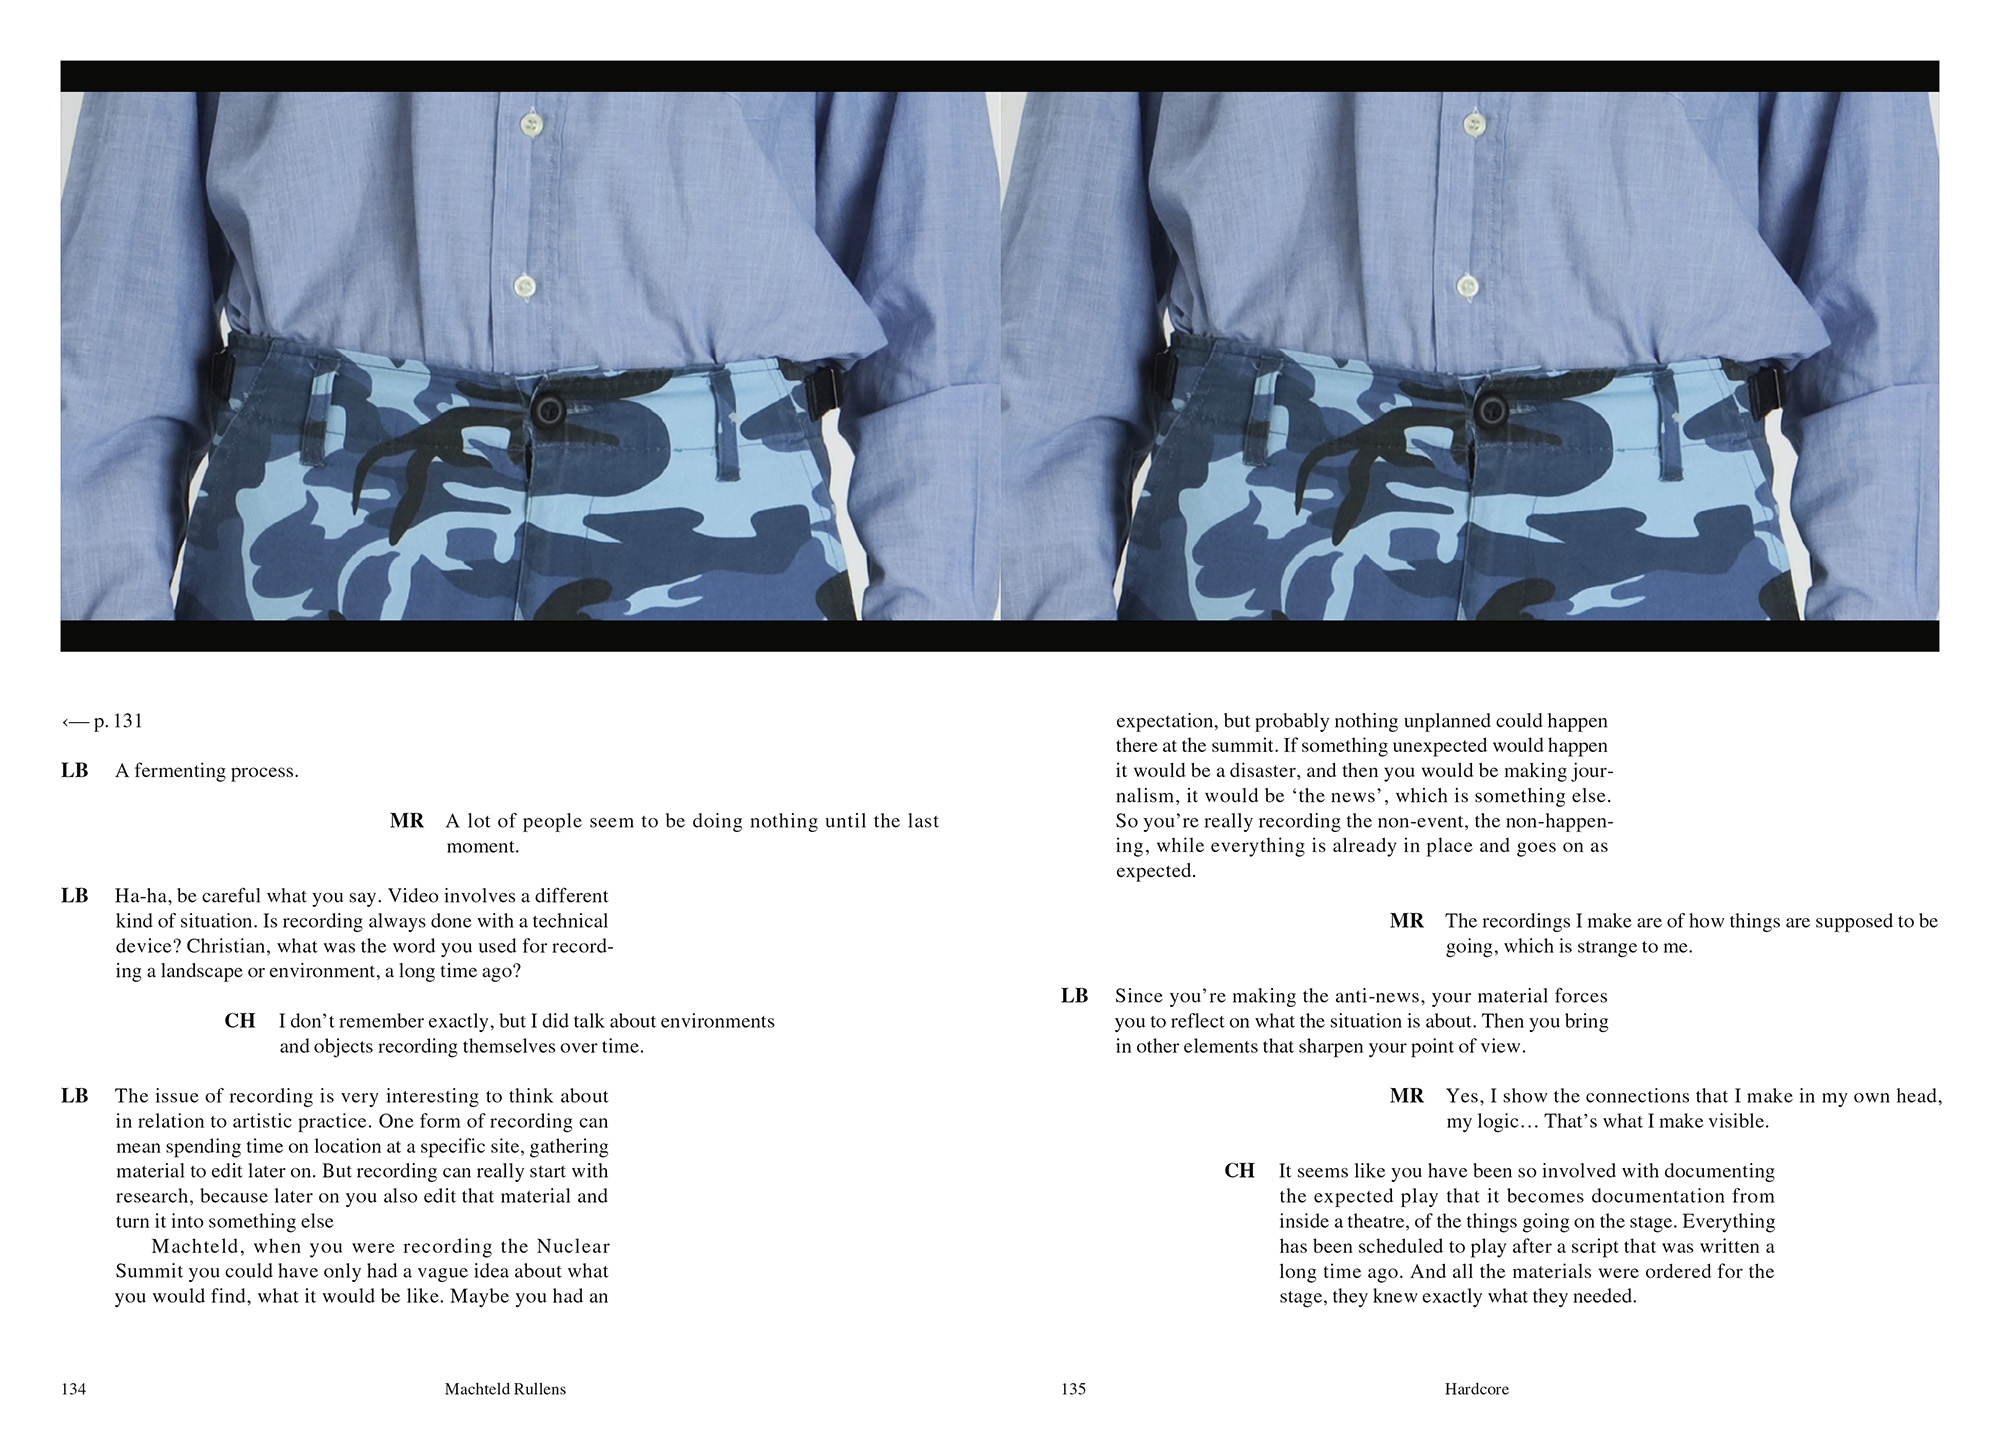 ‹— p. 131
LB A fermenting process.
MR A lot of people seem to be doing nothing until the last
moment.
LB Ha-ha, be careful what you say. Video involves a different
kind of situation. Is recording always done with a technical
device? Christian, what was the word you used for record-
ing a landscape or environment, a long time ago?
CH I don’t remember exactly, but I did talk about environments
and objects recording themselves over time.
LB The issue of recording is very interesting to think about
in relation to artistic practice. One form of recording can
mean spending time on location at a specific site, gathering
material to edit later on. But recording can really start with
research, because later on you also edit that material and
turn it into something else
Machteld, when you were recording the Nuclear
Summit you could have only had a vague idea about what
you would find, what it would be like. Maybe you had an
134 Machteld Rullens
expectation, but probably nothing unplanned could happen
there at the summit. If something unexpected would happen
it would be a disaster, and then you would be making jour-
nalism, it would be ‘the news’, which is something else.
So you’re really recording the non-event, the non-happen-
ing, while everything is already in place and goes on as
expected.
MR The recordings I make are of how things are supposed to be
going, which is strange to me.
LB Since you’re making the anti-news, your material forces
you to reflect on what the situation is about. Then you bring
in other elements that sharpen your point of view.
MR Yes, I show the connections that I make in my own head,
my logic… That’s what I make visible.
CH It seems like you have been so involved with documenting
the expected play that it becomes documentation from
inside a theatre, of the things going on the stage. Everything
has been scheduled to play after a script that was written a
long time ago. And all the materials were ordered for the
stage, they knew exactly what they needed.
135 Hardcore